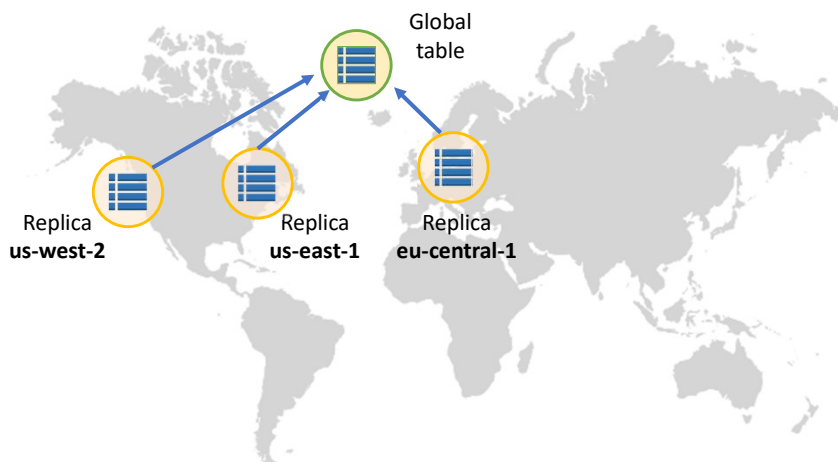 Global
table
Replica
us-west-2
Replica
us-east-1
Replica
eu-central-1